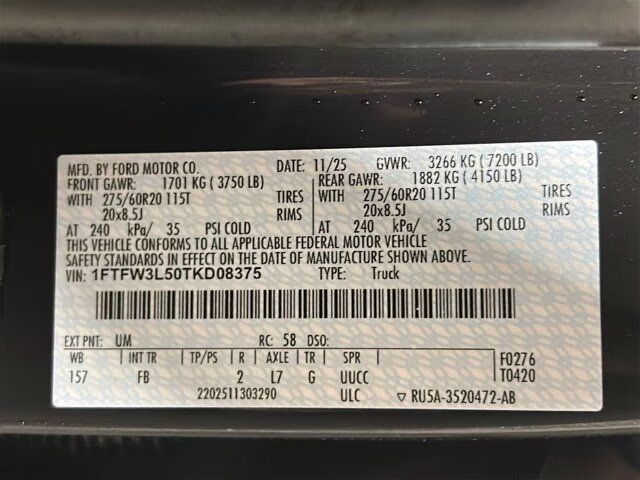 MFD. BY FORD MOTOR CO. DATE: 11/25 GVWR: 3266 KG ( 7200 LB)
FRONT GAWR: 1701 KG ( 3750 LB) REAR GAWR: 1882 KG ( 4150 LB)
WITH 275/60R20 115T TIRES WITH 275/60R20 115T TIRES
20x8.5J RIMS 20x8.5J RIMS
AT 240 kPa/ 35 PSI COLD AT 240 kPa/ 35 PSI COLD
THIS VEHICLE CONFORMS TO ALL APPLICABLE FEDERAL MOTOR VEHICLE
SAFETY STANDARDS IN EFFECT ON THE DATE OF MANUFACTURE SHOWN ABOVE.
VIN: 1FTFW3L50TKD08375 TYPE: Truck
EXT PNT: UM RC: 58 DSO:
WB INT TR TP/PS R AXLE TR SPR F0276
157 FB 2 L7 G UUCC T0420
2202511303290 ULC ▽ RU5A-3520472-AB